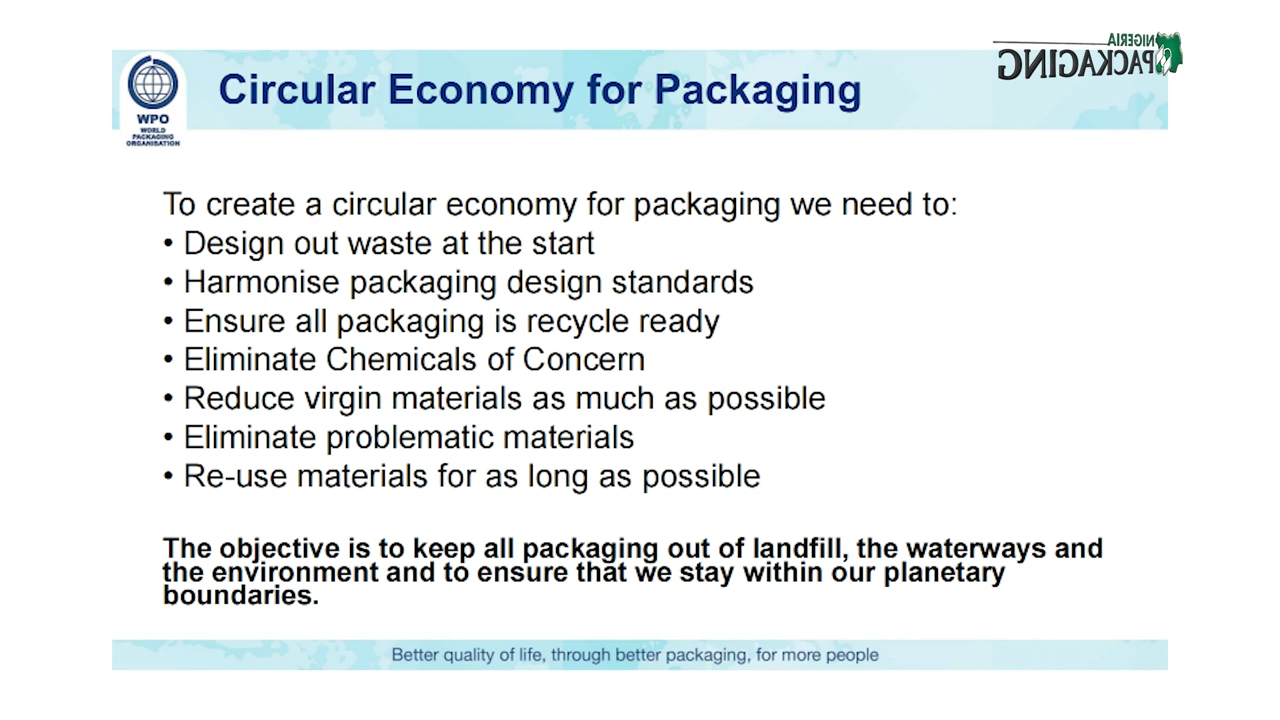 NIGERIA
PACKAGING
Circular Economy for Packaging
WPO
WORLD
PACKAGING
ORGANISATION
To create a circular economy for packaging we need to:
• Design out waste at the start
• Harmonise packaging design standards
• Ensure all packaging is recycle ready
• Eliminate Chemicals of Concern
• Reduce virgin materials as much as possible
• Eliminate problematic materials
• Re-use materials for as long as possible
The objective is to keep all packaging out of landfill, the waterways and
the environment and to ensure that we stay within our planetary
boundaries.
Better quality of life, through better packaging, for more people